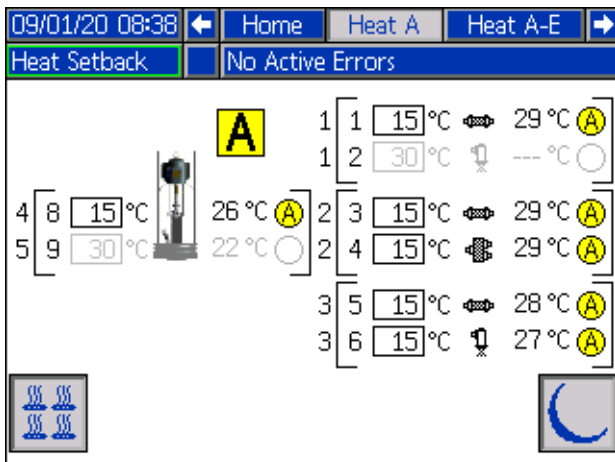 09/01/20 08:38 Home Heat A Heat A-E
Heat Setback No Active Errors
A
1 1 15 °C 29 °C A
1 2 30 °C --- °C
4 8 15 °C 26 °C A
5 9 30 °C 22 °C
2 3 15 °C 29 °C A
2 4 15 °C 29 °C A
3 5 15 °C 28 °C A
3 6 15 °C 27 °C A